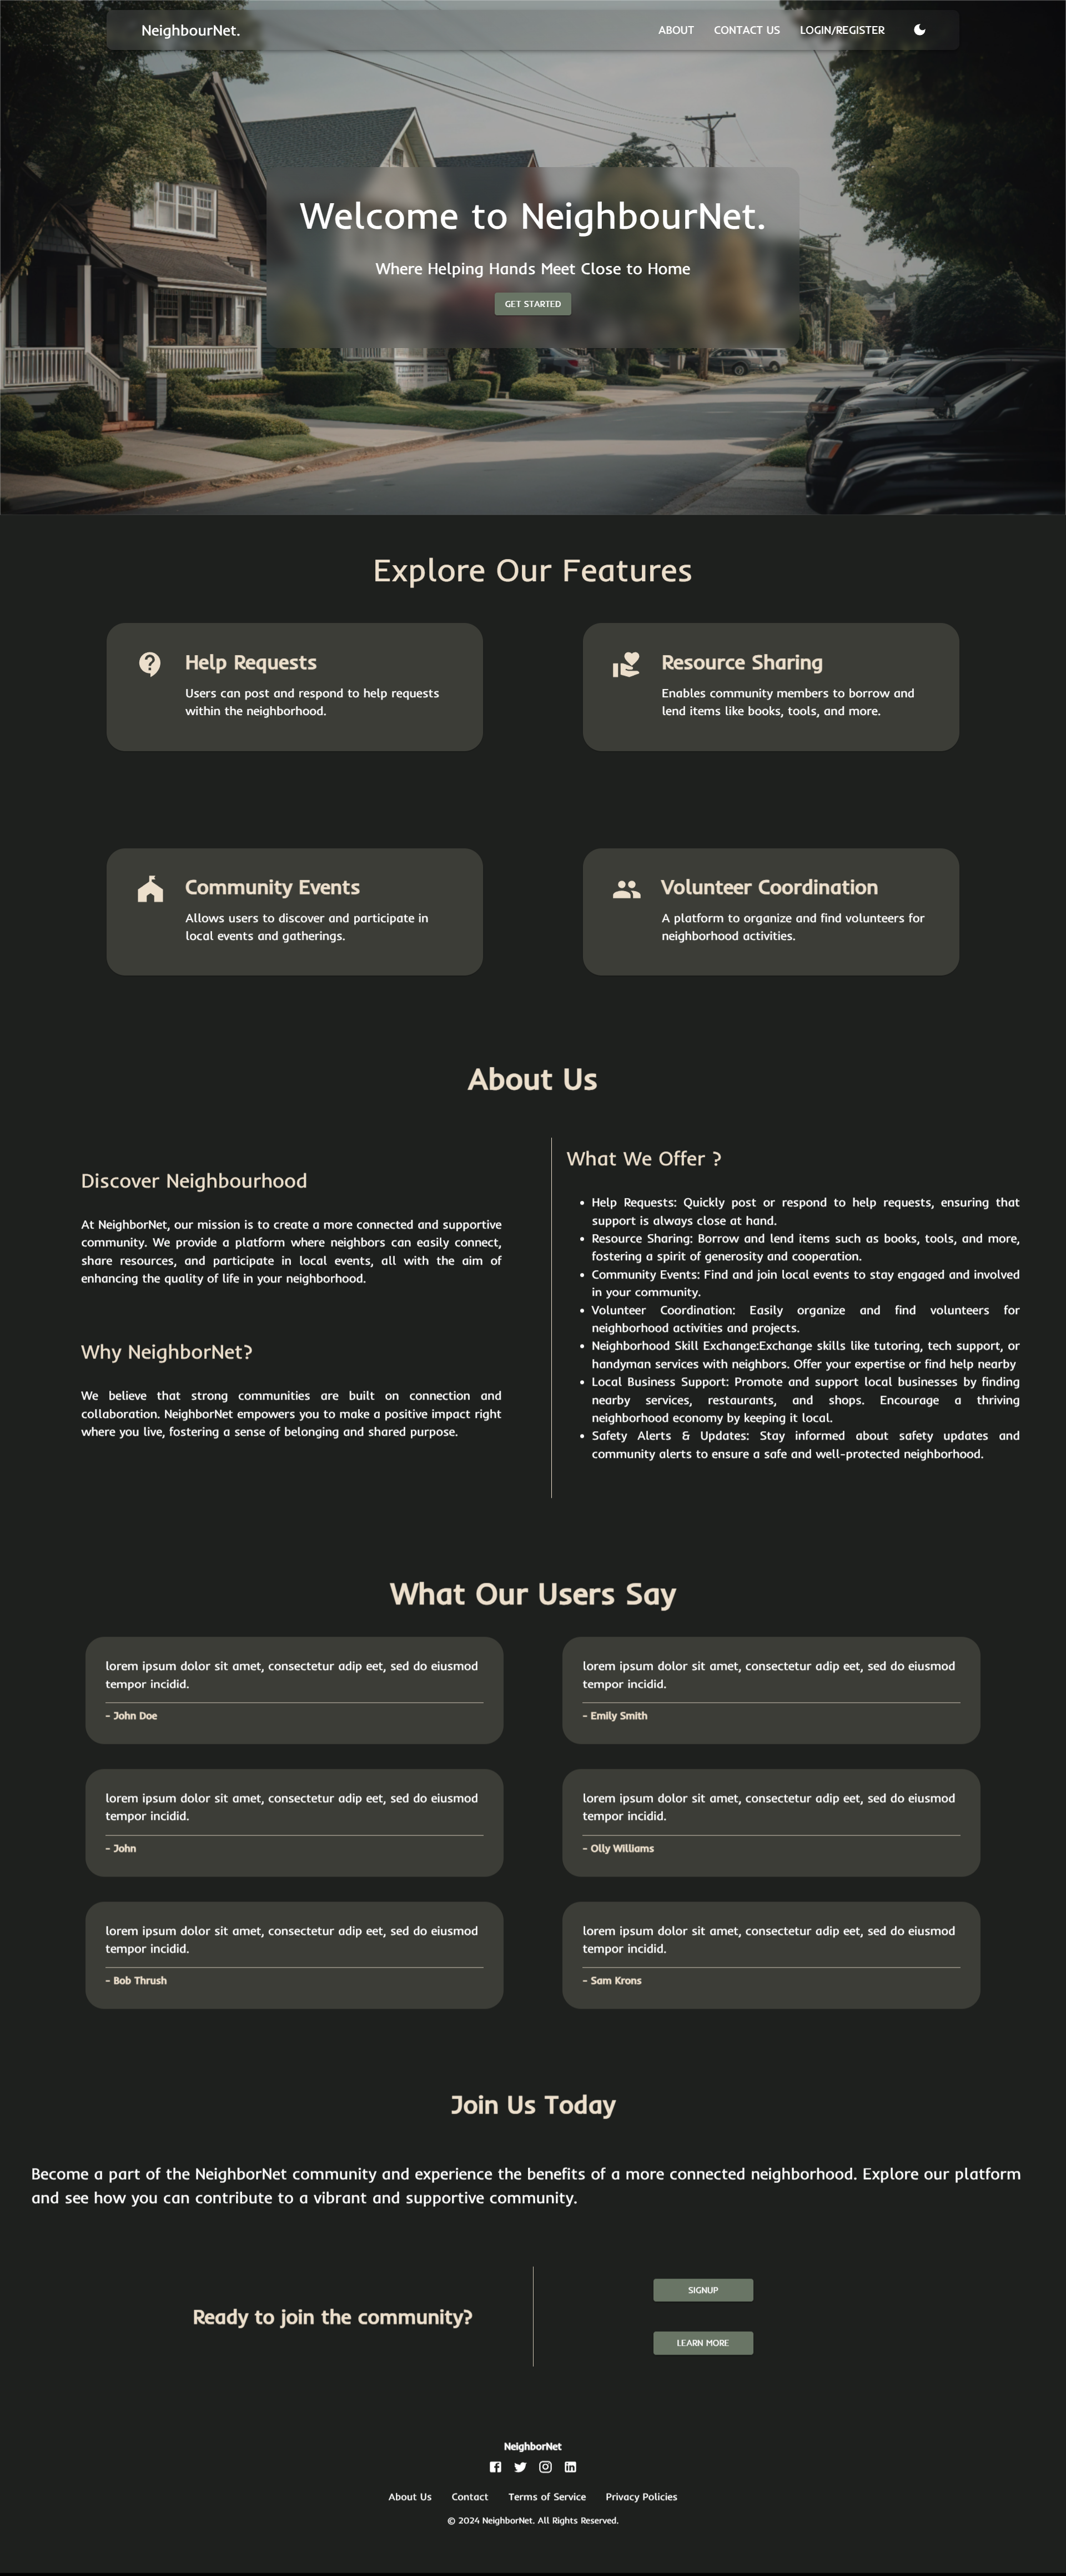 NeighbourNet.
ABOUT CONTACT US LOGIN/REGISTER
Welcome to NeighbourNet.
Where Helping Hands Meet Close to Home
GET STARTED
Explore Our Features
Help Requests
Users can post and respond to help requests
within the neighborhood.
Resource Sharing
Enables community members to borrow and
lend items like books, tools, and more.
Community Events
Allows users to discover and participate in
local events and gatherings.
Volunteer Coordination
A platform to organize and find volunteers for
neighborhood activities.
About Us
Discover Neighbourhood
At NeighborNet, our mission is to create a more connected and supportive
community. We provide a platform where neighbors can easily connect,
share resources, and participate in local events, all with the aim of
enhancing the quality of life in your neighborhood.
Why NeighborNet?
We believe that strong communities are built on connection and
collaboration. NeighborNet empowers you to make a positive impact right
where you live, fostering a sense of belonging and shared purpose.
What We Offer ?
• Help Requests: Quickly post or respond to help requests, ensuring that
support is always close at hand.
• Resource Sharing: Borrow and lend items such as books, tools, and more,
fostering a spirit of generosity and cooperation.
• Community Events: Find and join local events to stay engaged and involved
in your community.
• Volunteer Coordination: Easily organize and find volunteers for
neighborhood activities and projects.
• Neighborhood Skill Exchange:Exchange skills like tutoring, tech support, or
handyman services with neighbors. Offer your expertise or find help nearby
• Local Business Support: Promote and support local businesses by finding
nearby services, restaurants, and shops. Encourage a thriving
neighborhood economy by keeping it local.
• Safety Alerts & Updates: Stay informed about safety updates and
community alerts to ensure a safe and well-protected neighborhood.
What Our Users Say
lorem ipsum dolor sit amet, consectetur adip eet, sed do eiusmod
tempor incidid.
- John Doe
lorem ipsum dolor sit amet, consectetur adip eet, sed do eiusmod
tempor incidid.
- Emily Smith
lorem ipsum dolor sit amet, consectetur adip eet, sed do eiusmod
tempor incidid.
- John
lorem ipsum dolor sit amet, consectetur adip eet, sed do eiusmod
tempor incidid.
- Olly Williams
lorem ipsum dolor sit amet, consectetur adip eet, sed do eiusmod
tempor incidid.
- Bob Thrush
lorem ipsum dolor sit amet, consectetur adip eet, sed do eiusmod
tempor incidid.
- Sam Krons
Join Us Today
Become a part of the NeighborNet community and experience the benefits of a more connected neighborhood. Explore our platform
and see how you can contribute to a vibrant and supportive community.
Ready to join the community?
SIGNUP
LEARN MORE
NeighborNet
About Us Contact Terms of Service Privacy Policies
© 2024 NeighborNet. All Rights Reserved.